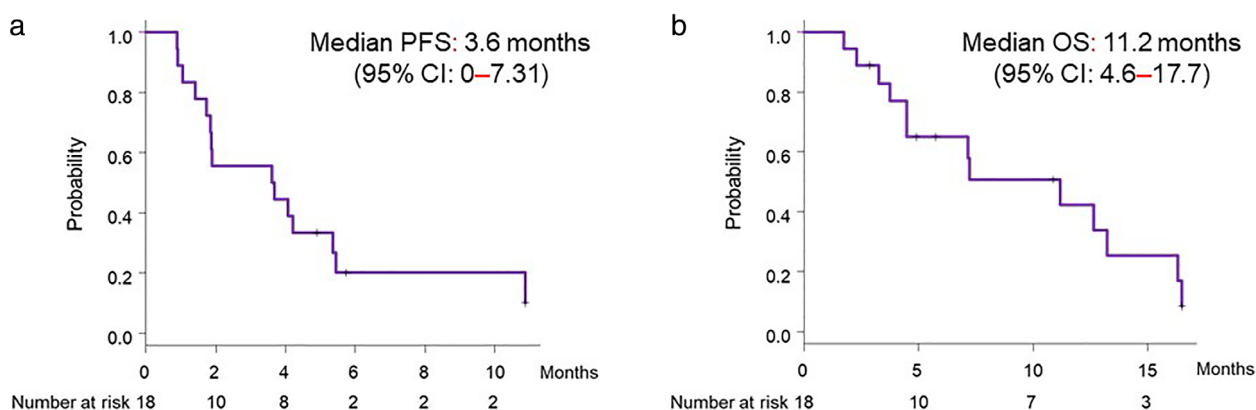 a
Median PFS: 3.6 months
(95% CI: 0–7.31)
Probability
1.0
0.8
0.6
0.4
0.2
0.0
0 2 4 6 8 10 Months
Number at risk 18 10 8 2 2 2
b
Median OS: 11.2 months
(95% CI: 4.6–17.7)
Probability
1.0
0.8
0.6
0.4
0.2
0.0
0 5 10 15 Months
Number at risk 18 10 7 3